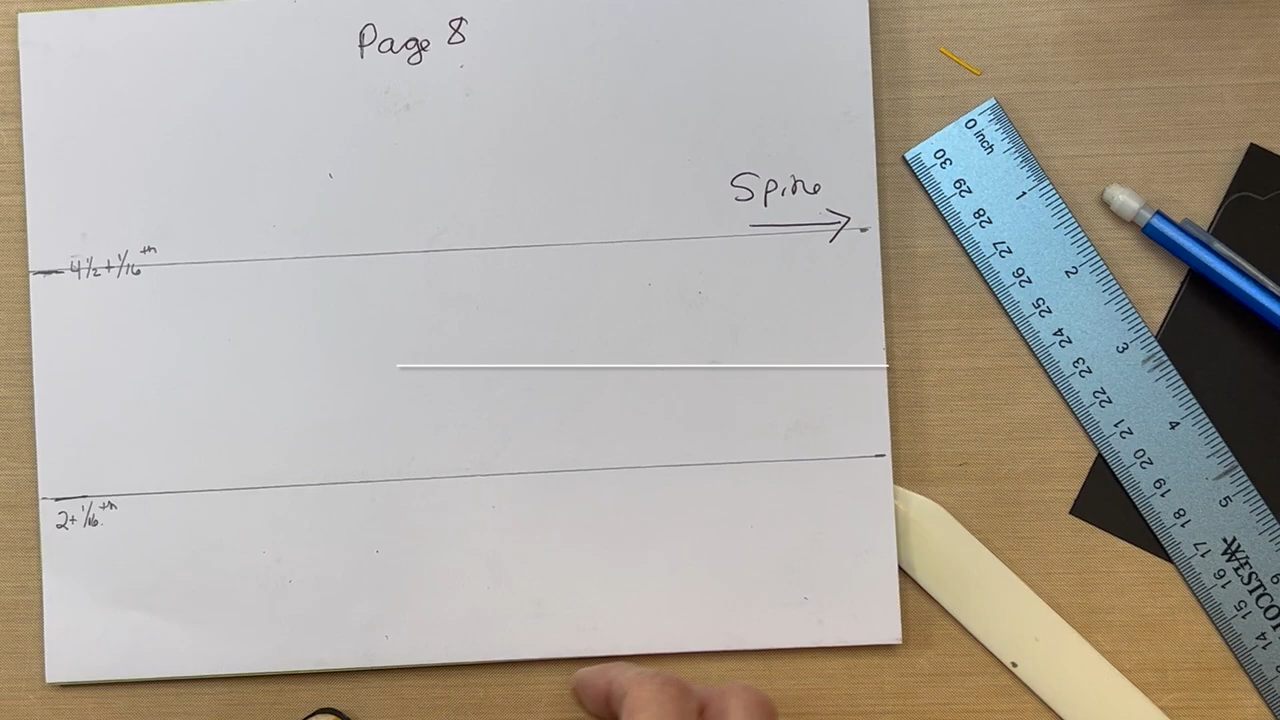 Page 8
Spine
4 1/2 + 1/16th
2 + 1/16th
0 inch 1 2 3 4 5
30 29 28 27 26 25 24 23 22 21 20 19 18 17 16 15 14